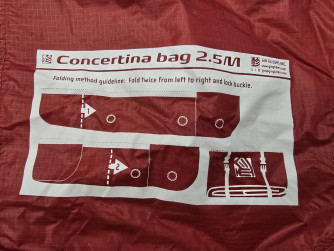 Concertina bag 2.5M
Folding method guideline: Fold twice from left to right and lock buckle.
1
2